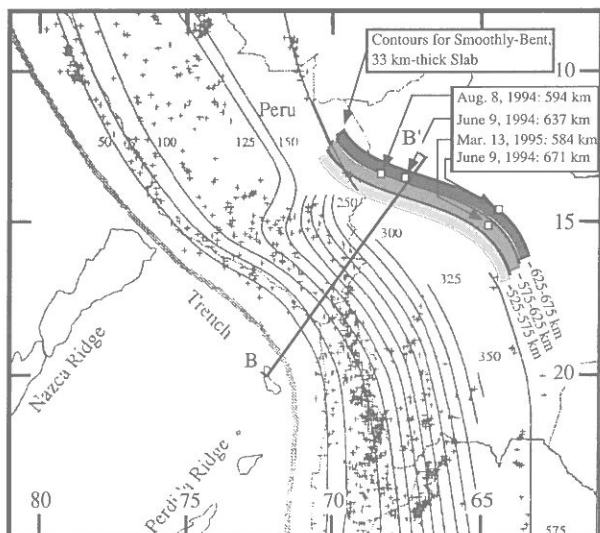 Contours for Smoothly-Bent,
33 km-thick Slab
10
Aug. 8, 1994: 594 km
June 9, 1994: 637 km
Mar. 13, 1995: 584 km
June 9, 1994: 671 km
Peru
B'
50
100
125
150
250
15
300
325
350
Trench
-625-675 km
-575-625 km
-525-575 km
Nazca Ridge
B
20
Perdida Ridge
80
75
70
65
575